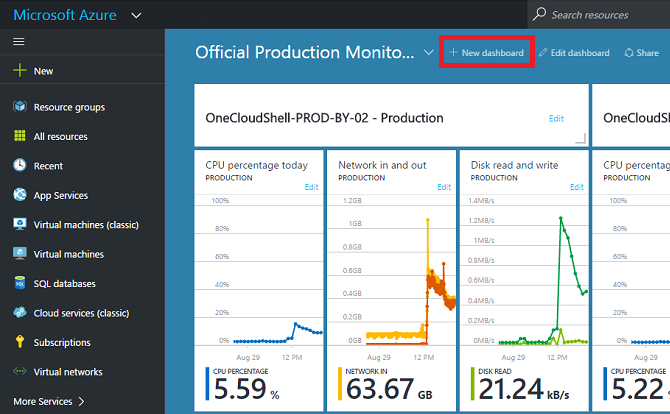 Microsoft Azure
Search resources
Official Production Monito...
New dashboard
Edit dashboard
Share
New
Resource groups
All resources
Recent
App Services
Virtual machines (classic)
Virtual machines
SQL databases
Cloud services (classic)
Subscriptions
Virtual networks
More Services >
OneCloudShell-PROD-BY-02 - Production
Edit
OneCloudShe
CPU percentage today
PRODUCTION
Edit
100%
80%
60%
40%
20%
0%
Aug 29 12 PM
CPU PERCENTAGE
5.59 %
Network in and out
PRODUCTION
Edit
1.2GB
1GB
0.8GB
0.6GB
0.4GB
0.2GB
0GB
Aug 29 12 PM
NETWORK IN
63.67 GB
Disk read and write
PRODUCTION
Edit
1.4MB/s
1.2MB/s
1MB/s
0.8MB/s
0.6MB/s
0.4MB/s
0.2MB/s
0MB/s
Aug 29 12 PM
DISK READ
21.24 kB/s
CPU percenta
PRODUCTION
100%
80%
60%
40%
20%
0%
Aug 29
CPU PERCENTAGE
5.22